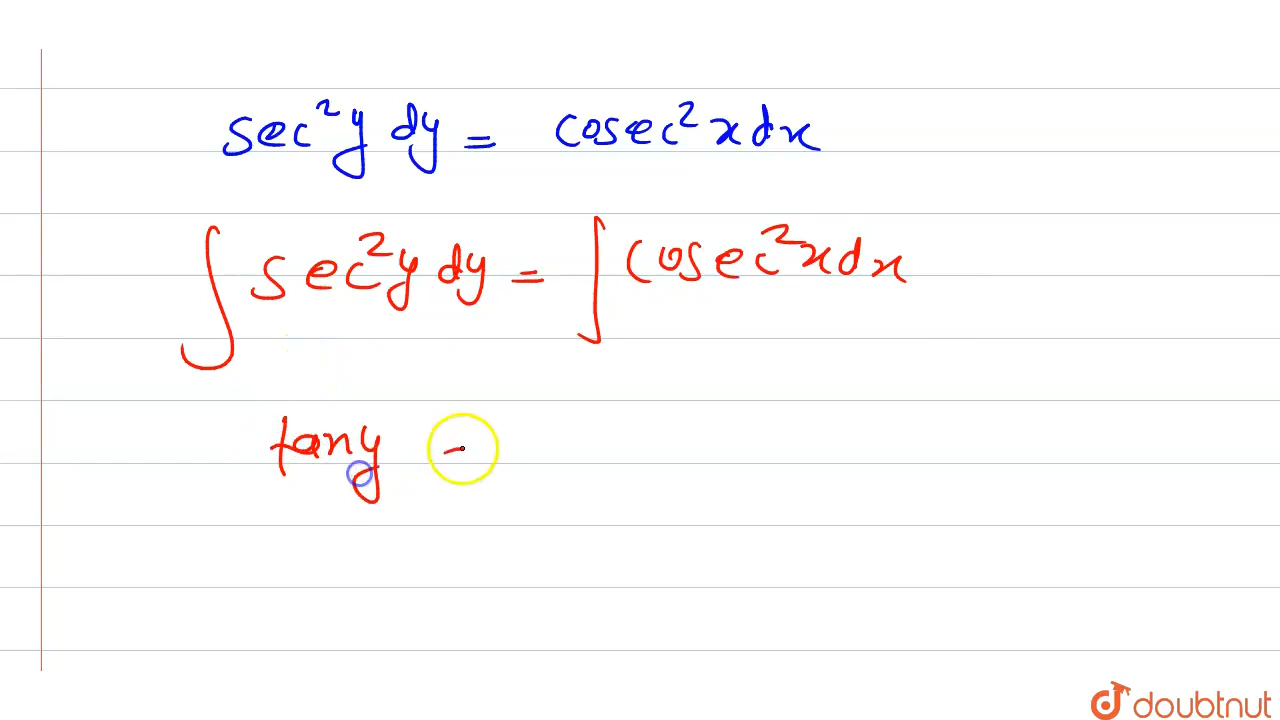 sec²y dy = cosec²x dx
∫ sec²y dy = ∫ cosec²x dx
tany -
doubtnut